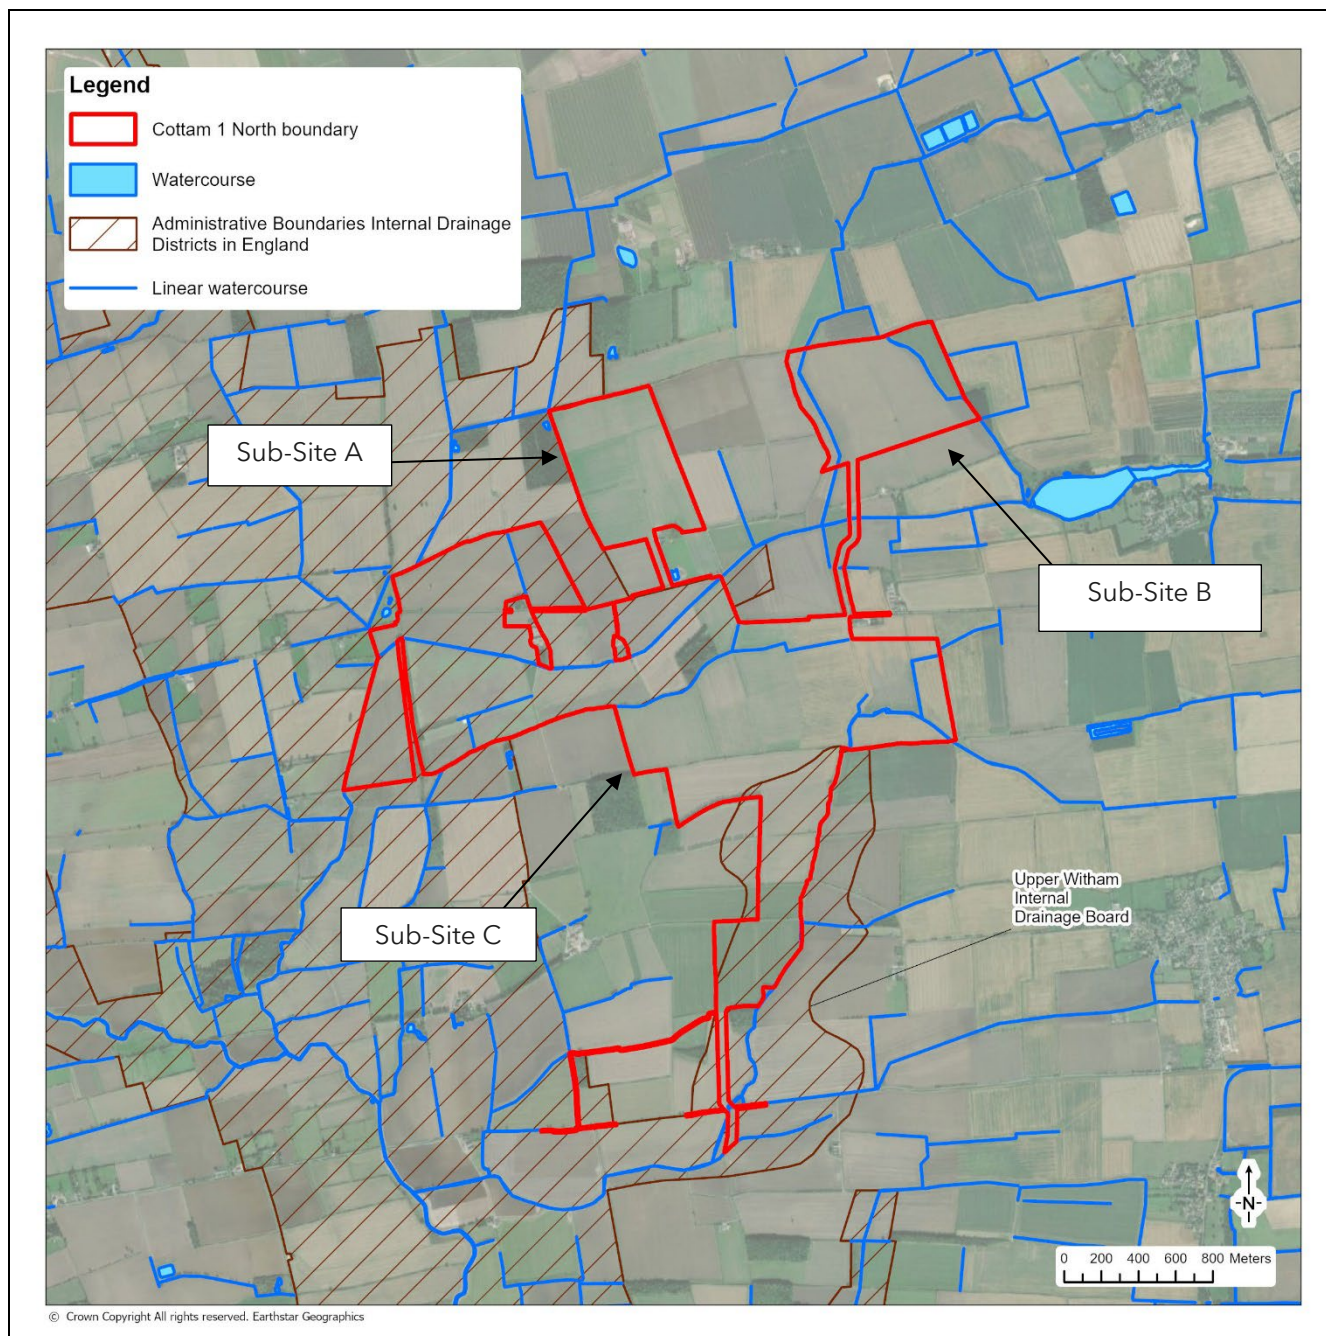 Legend
Cottam 1 North boundary
Watercourse
Administrative Boundaries Internal Drainage
Districts in England
Linear watercourse
Sub-Site A
Sub-Site B
Sub-Site C
Upper Witham
Internal
Drainage Board
-N-
0 200 400 600 800 Meters
© Crown Copyright All rights reserved. Earthstar Geographics